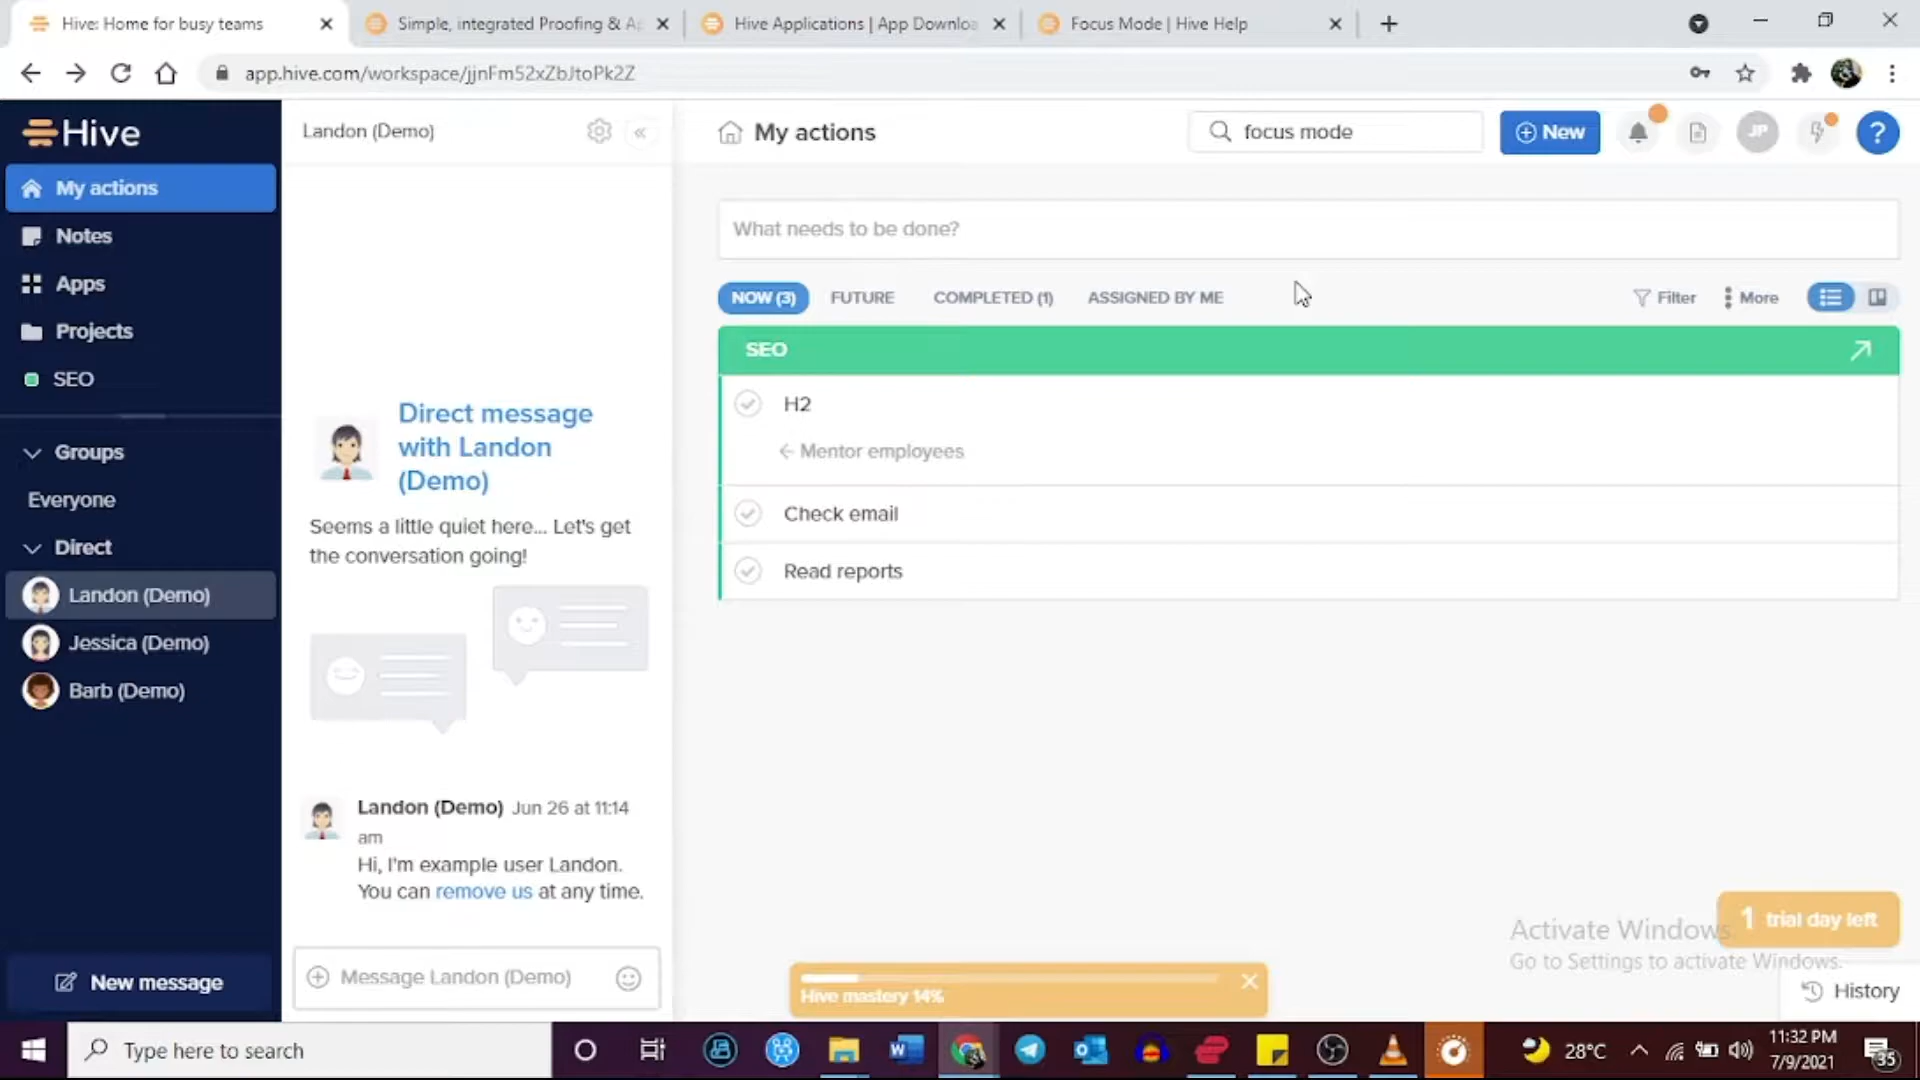 Hive: Home for busy teams
Simple, integrated Proofing & A
Hive Applications | App Downloa
Focus Mode | Hive Help
app.hive.com/workspace/jjnFm52xZbJtoPk2Z
Hive
My actions
Notes
Apps
Projects
SEO
Groups
Everyone
Direct
Landon (Demo)
Jessica (Demo)
Barb (Demo)
New message
Landon (Demo)
Direct message
with Landon
(Demo)
Seems a little quiet here... Let's get
the conversation going!
Landon (Demo) Jun 26 at 11:14
am
Hi, I'm example user Landon.
You can remove us at any time.
Message Landon (Demo)
My actions
focus mode
New
JP
?
What needs to be done?
NOW (3) FUTURE COMPLETED (1) ASSIGNED BY ME
Filter More
SEO
H2
Mentor employees
Check email
Read reports
1 trial day left
Activate Windows
Go to Settings to activate Windows.
Hive mastery 14%
History
Type here to search
28°C
11:32 PM
7/9/2021
35